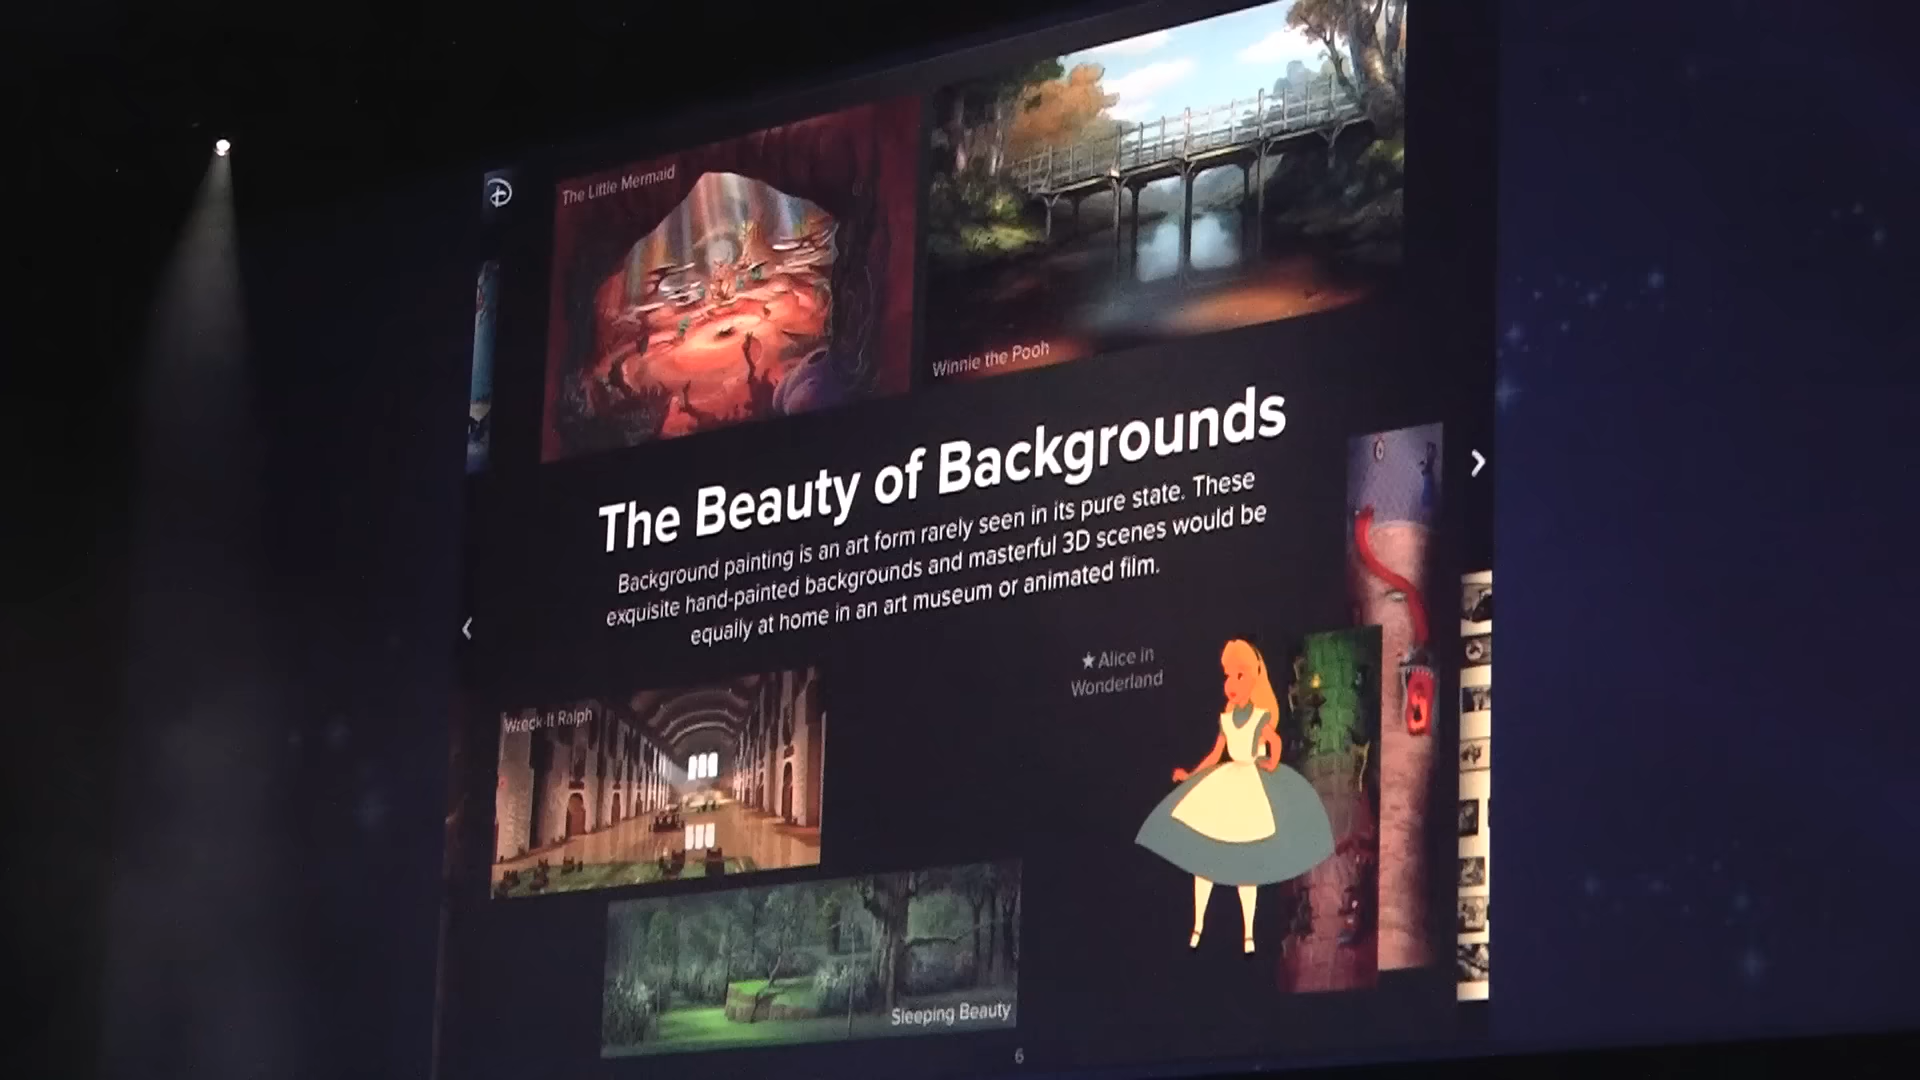 The Little Mermaid
Winnie the Pooh
The Beauty of Backgrounds
Background painting is an art form rarely seen in its pure state. These
exquisite hand-painted backgrounds and masterful 3D scenes would be
equally at home in an art museum or animated film.
★ Alice in
Wonderland
Wreck-It Ralph
Sleeping Beauty
6